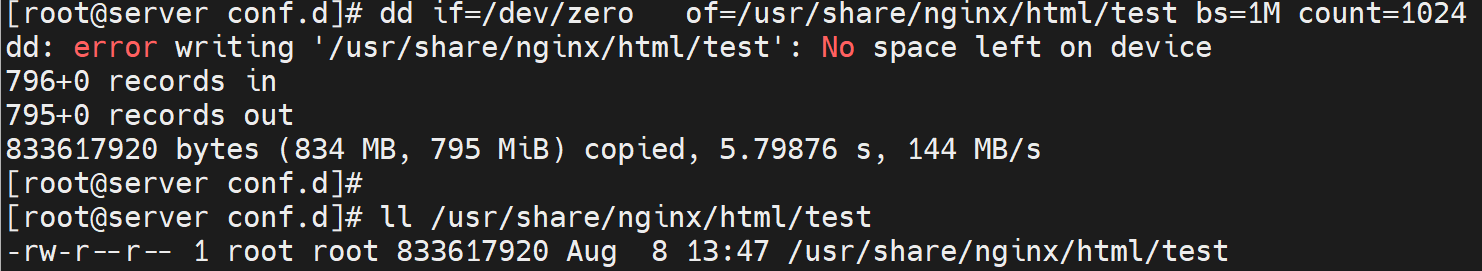 [root@server conf.d]# dd if=/dev/zero   of=/usr/share/nginx/html/test bs=1M count=1024
dd: error writing '/usr/share/nginx/html/test': No space left on device
796+0 records in
795+0 records out
833617920 bytes (834 MB, 795 MiB) copied, 5.79876 s, 144 MB/s
[root@server conf.d]#
[root@server conf.d]# ll /usr/share/nginx/html/test
-rw-r--r-- 1 root root 833617920 Aug  8 13:47 /usr/share/nginx/html/test